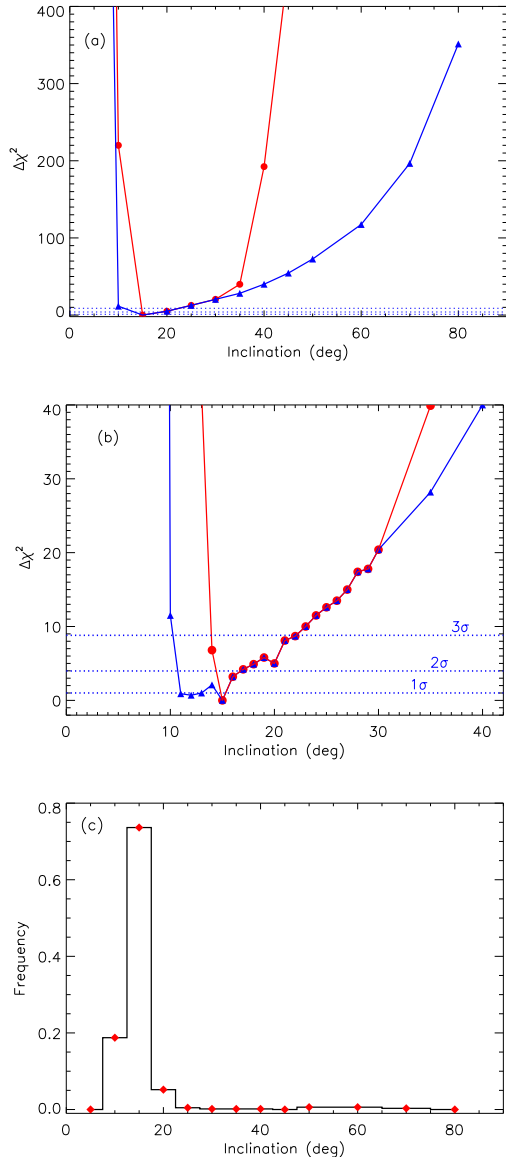 (a)
400
300
200
100
0
Δχ²
0 20 40 60 80
Inclination (deg)
(b)
40
30
20
10
0
Δχ²
3σ
2σ
1σ
0 10 20 30 40
Inclination (deg)
(c)
0.8
0.6
0.4
0.2
0.0
Frequency
0 20 40 60 80
Inclination (deg)